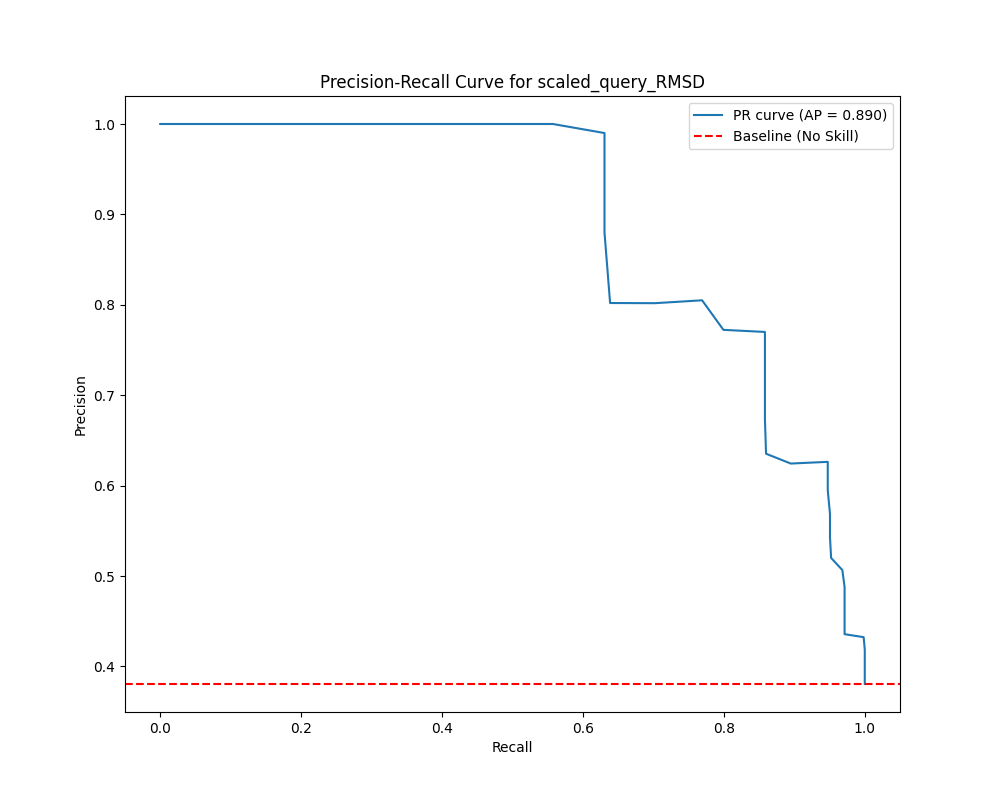 Precision-Recall Curve for scaled_query_RMSD
PR curve (AP = 0.890)
Baseline (No Skill)
1.0
0.9
0.8
0.7
0.6
0.5
0.4
Precision
0.0
0.2
0.4
0.6
0.8
1.0
Recall